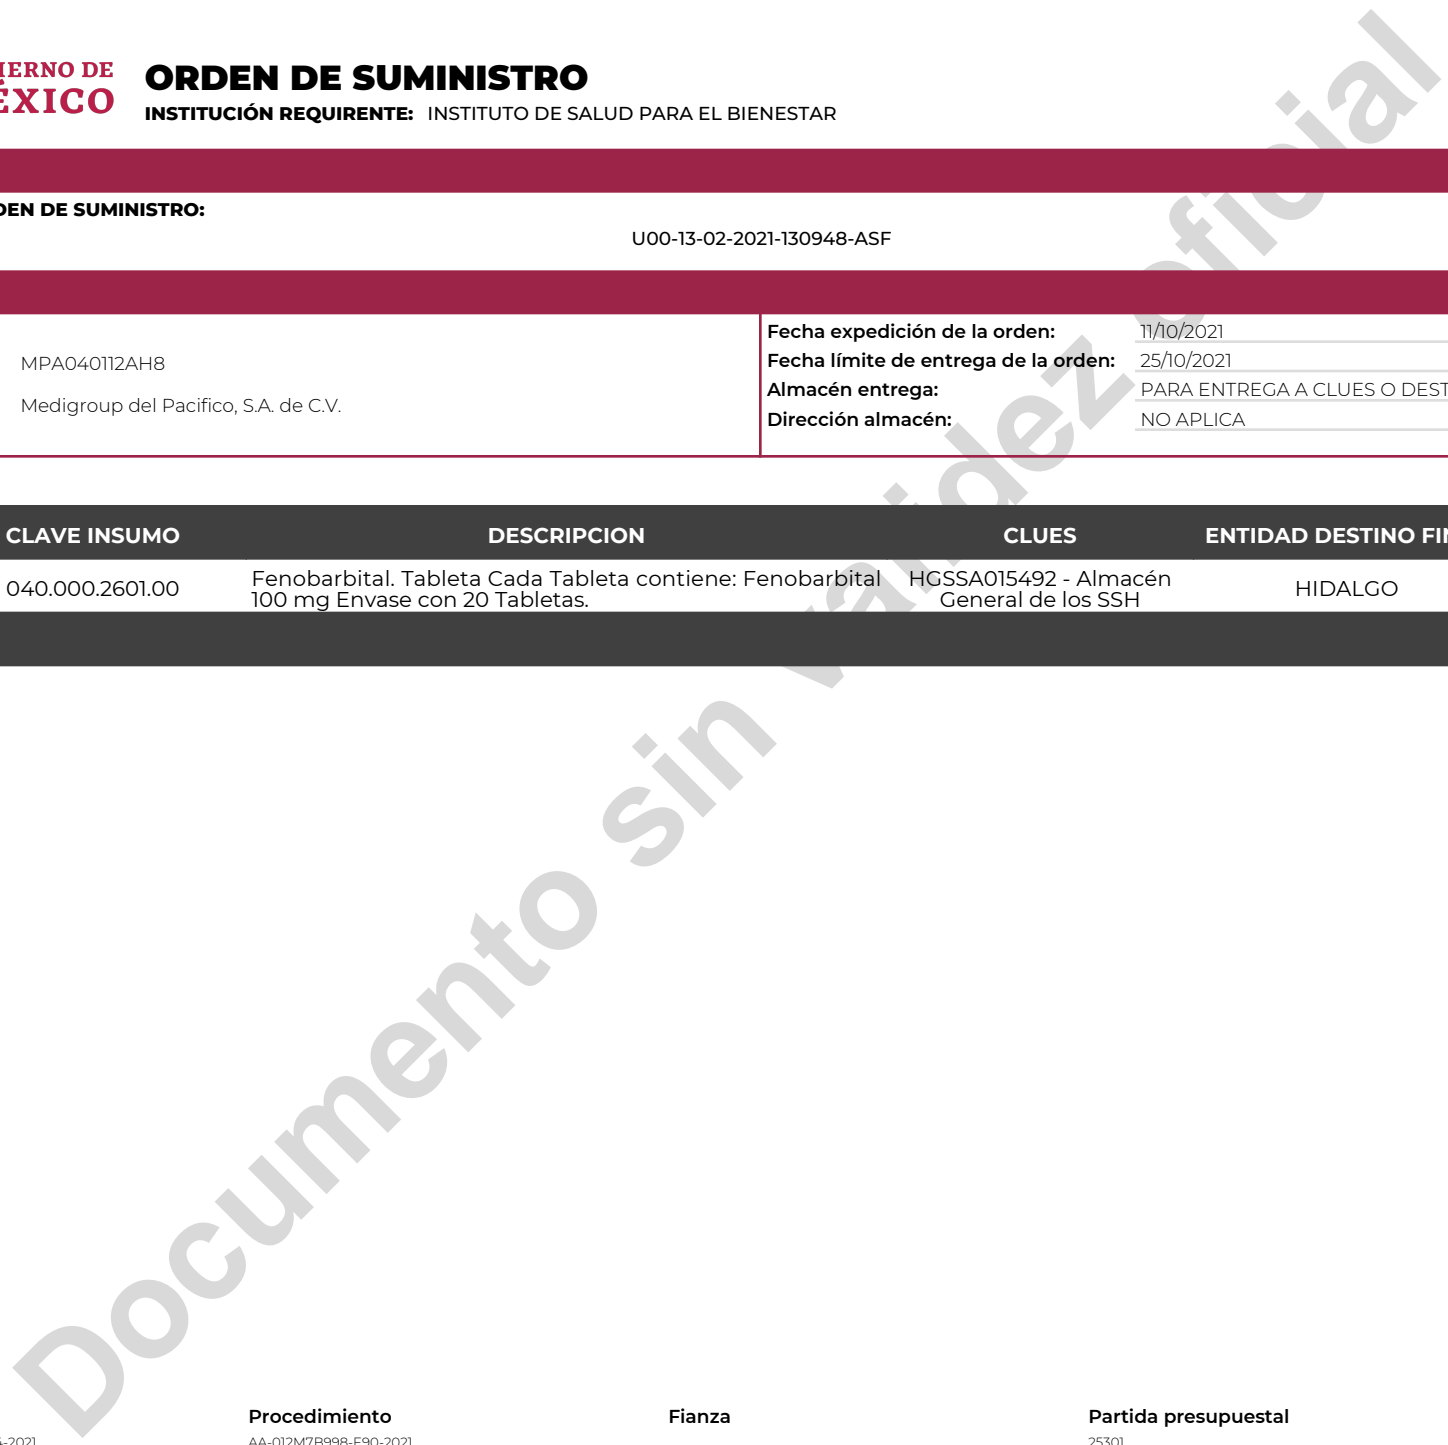 IERNO DE
ÉXICO
ORDEN DE SUMINISTRO
INSTITUCIÓN REQUIRENTE: INSTITUTO DE SALUD PARA EL BIENESTAR
DEN DE SUMINISTRO:
U00-13-02-2021-130948-ASF
MPA040112AH8
Medigroup del Pacifico, S.A. de C.V.
Fecha expedición de la orden: 11/10/2021
Fecha límite de entrega de la orden: 25/10/2021
Almacén entrega: PARA ENTREGA A CLUES O DEST
Dirección almacén: NO APLICA
CLAVE INSUMO DESCRIPCION CLUES ENTIDAD DESTINO FIN
040.000.2601.00
Fenobarbital. Tableta Cada Tableta contiene: Fenobarbital
100 mg Envase con 20 Tabletas.
HGSSA015492 - Almacén
General de los SSH
HIDALGO
Documento sin validez oficial
Procedimiento Fianza Partida presupuestal
-2021 AA-012M7B998-E90-2021 25301